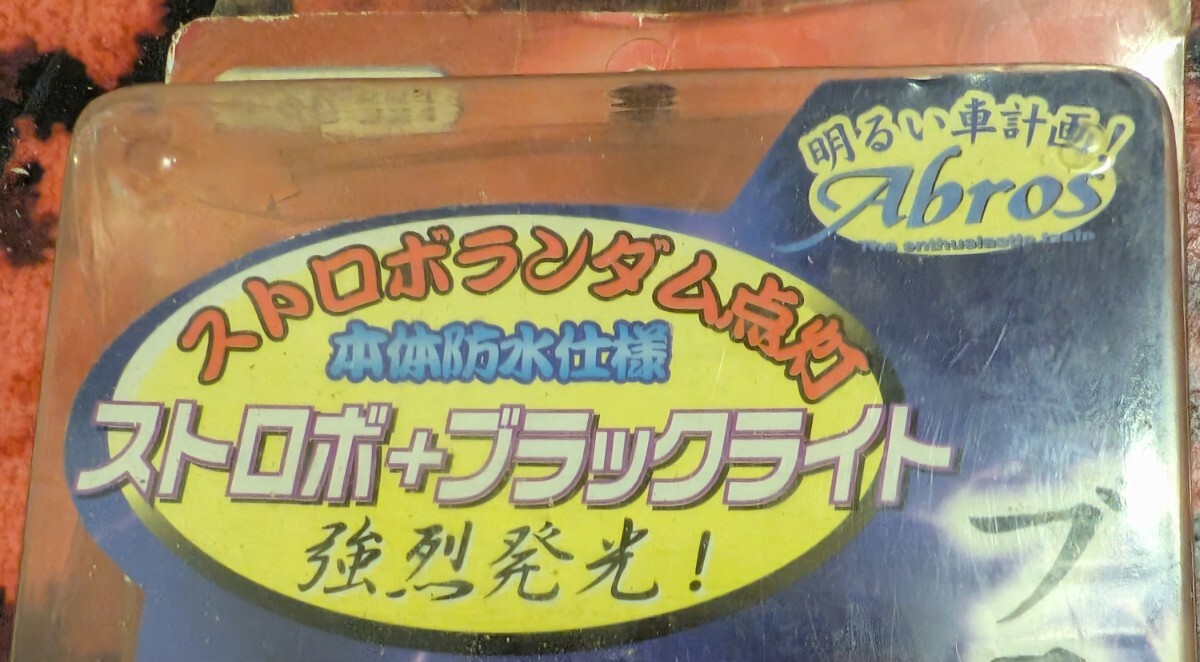 明るい車計画!
Abros
ストロボランダム点灯
本体防水仕様
ストロボ+ブラックライト
強烈発光!
ブ